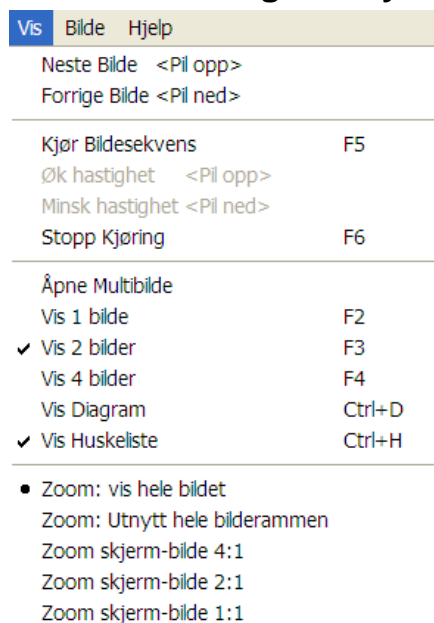 Vis Bilde Hjelp
Neste Bilde <Pil opp>
Forrige Bilde <Pil ned>
Kjør Bildesekvens F5
Øk hastighet <Pil opp>
Minsk hastighet <Pil ned>
Stopp Kjøring F6
Åpne Multibilde
Vis 1 bilde F2
Vis 2 bilder F3
Vis 4 bilder F4
Vis Diagram Ctrl+D
Vis Huskeliste Ctrl+H
Zoom: vis hele bildet
Zoom: Utnytt hele bilderammen
Zoom skjerm-bilde 4:1
Zoom skjerm-bilde 2:1
Zoom skjerm-bilde 1:1